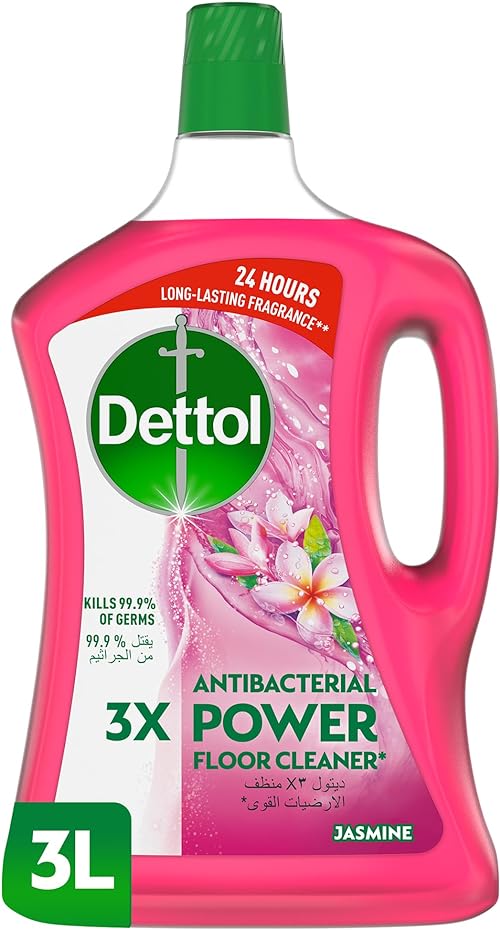 24 HOURS
LONG-LASTING FRAGRANCE**
Dettol
KILLS 99.9%
OF GERMS
يقتل % 99.9
من الجراثيم
ANTIBACTERIAL
3X POWER
FLOOR CLEANER*
ديتول X٣ منظف
الارضيات القوى*
JASMINE
3L